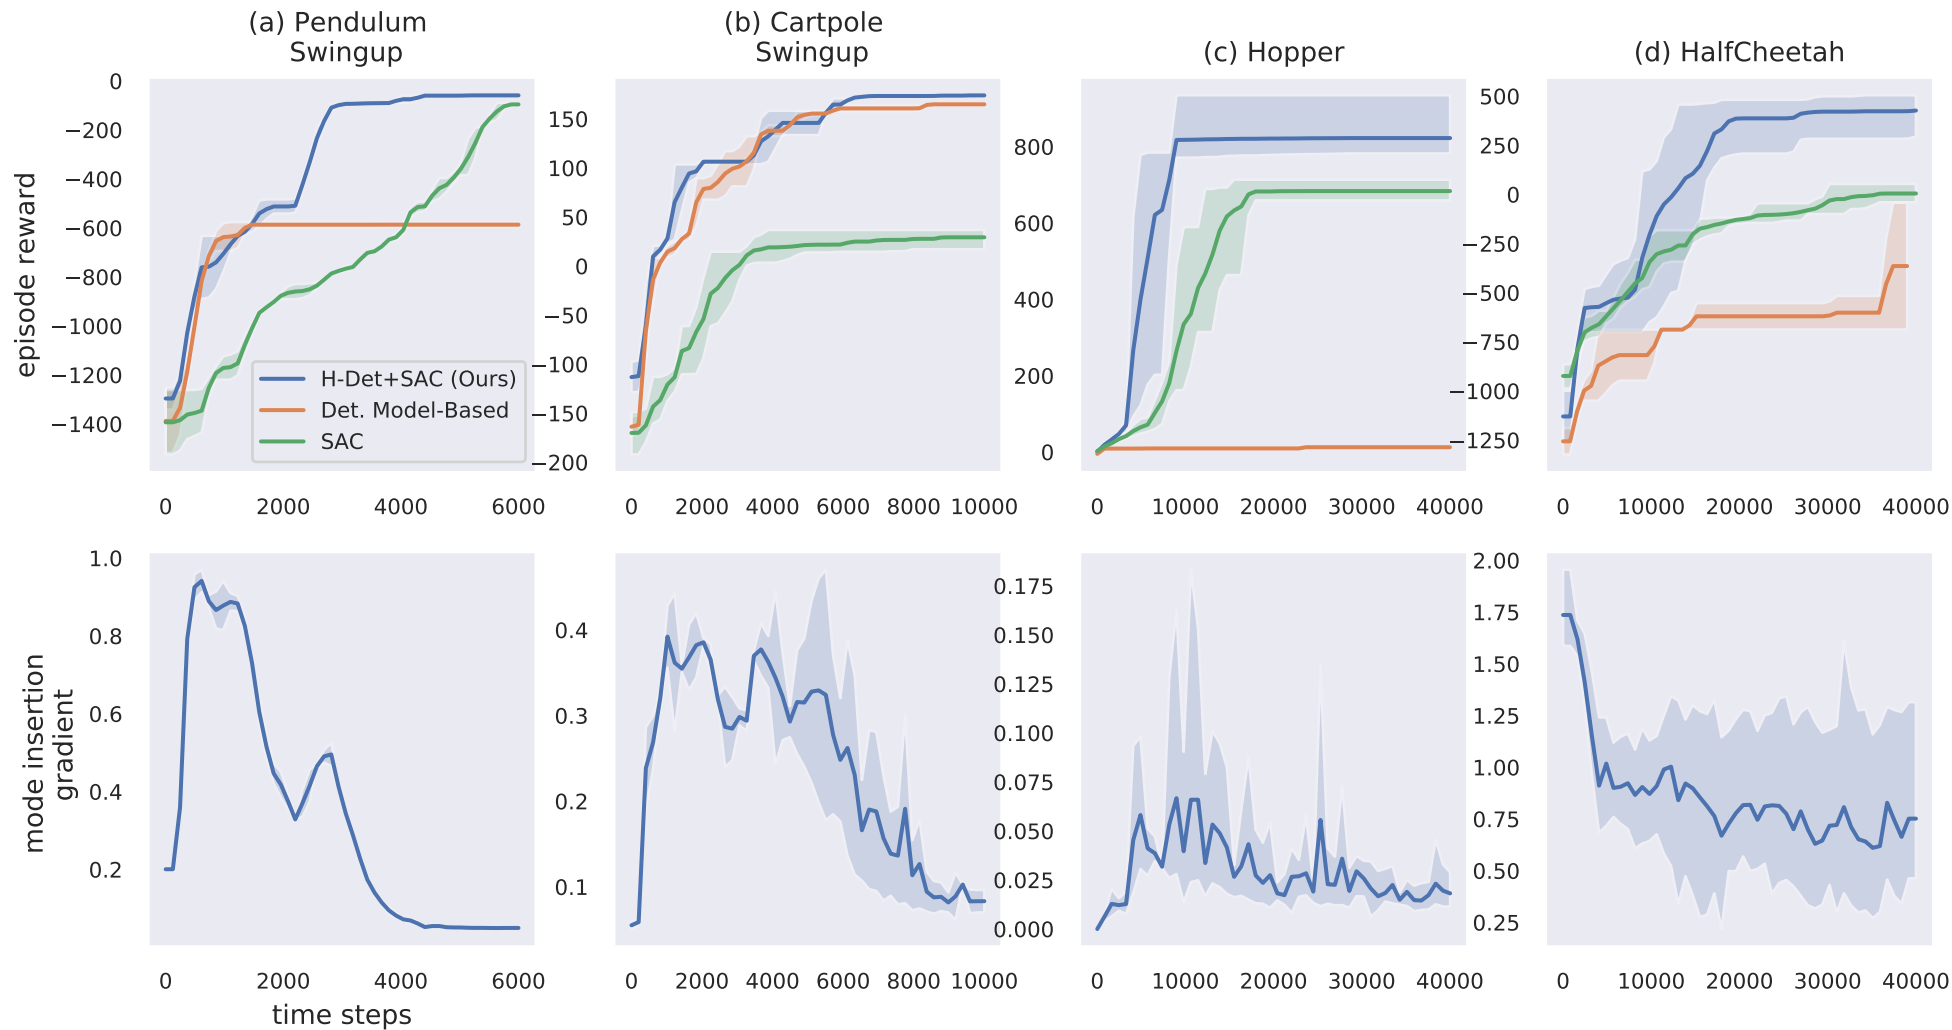 (a) Pendulum
Swingup
(b) Cartpole
Swingup
(c) Hopper
(d) HalfCheetah
episode reward
0
−200
−400
−600
−800
−1000
−1200
−1400
H-Det+SAC (Ours)
Det. Model-Based
SAC
0 2000 4000 6000
150
100
50
0
−50
−100
−150
−200
0 2000 4000 6000 8000 10000
800
600
400
200
0
0 10000 20000 30000 40000
500
250
0
−250
−500
−750
−1000
−1250
0 10000 20000 30000 40000
mode insertion
gradient
1.0
0.8
0.6
0.4
0.2
0 2000 4000 6000
time steps
0.4
0.3
0.2
0.1
0 2000 4000 6000 8000 10000
0.175
0.150
0.125
0.100
0.075
0.050
0.025
0.000
0 10000 20000 30000 40000
2.00
1.75
1.50
1.25
1.00
0.75
0.50
0.25
0 10000 20000 30000 40000